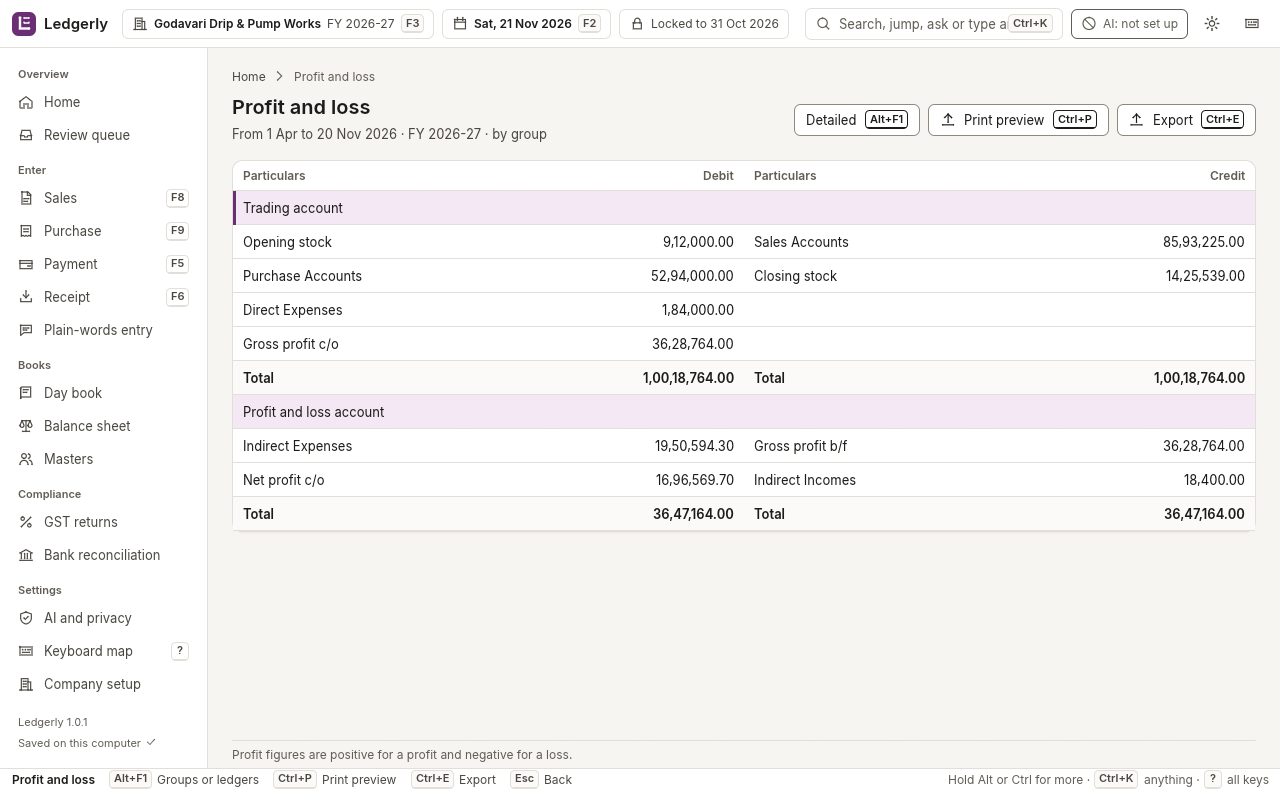 Ledgerly
Godavari Drip & Pump Works FY 2026-27 F3
Sat, 21 Nov 2026 F2
Locked to 31 Oct 2026
Search, jump, ask or type a Ctrl+K
AI: not set up
Overview
Home
Review queue
Enter
Sales F8
Purchase F9
Payment F5
Receipt F6
Plain-words entry
Books
Day book
Balance sheet
Masters
Compliance
GST returns
Bank reconciliation
Settings
AI and privacy
Keyboard map ?
Company setup
Ledgerly 1.0.1
Saved on this computer
Home Profit and loss
Profit and loss
From 1 Apr to 20 Nov 2026 · FY 2026-27 · by group
Detailed Alt+F1
Print preview Ctrl+P
Export Ctrl+E
Particulars Debit Particulars Credit
Trading account
Opening stock 9,12,000.00 Sales Accounts 85,93,225.00
Purchase Accounts 52,94,000.00 Closing stock 14,25,539.00
Direct Expenses 1,84,000.00
Gross profit c/o 36,28,764.00
Total 1,00,18,764.00 Total 1,00,18,764.00
Profit and loss account
Indirect Expenses 19,50,594.30 Gross profit b/f 36,28,764.00
Net profit c/o 16,96,569.70 Indirect Incomes 18,400.00
Total 36,47,164.00 Total 36,47,164.00
Profit figures are positive for a profit and negative for a loss.
Profit and loss Alt+F1 Groups or ledgers Ctrl+P Print preview Ctrl+E Export Esc Back
Hold Alt or Ctrl for more · Ctrl+K anything · ? all keys